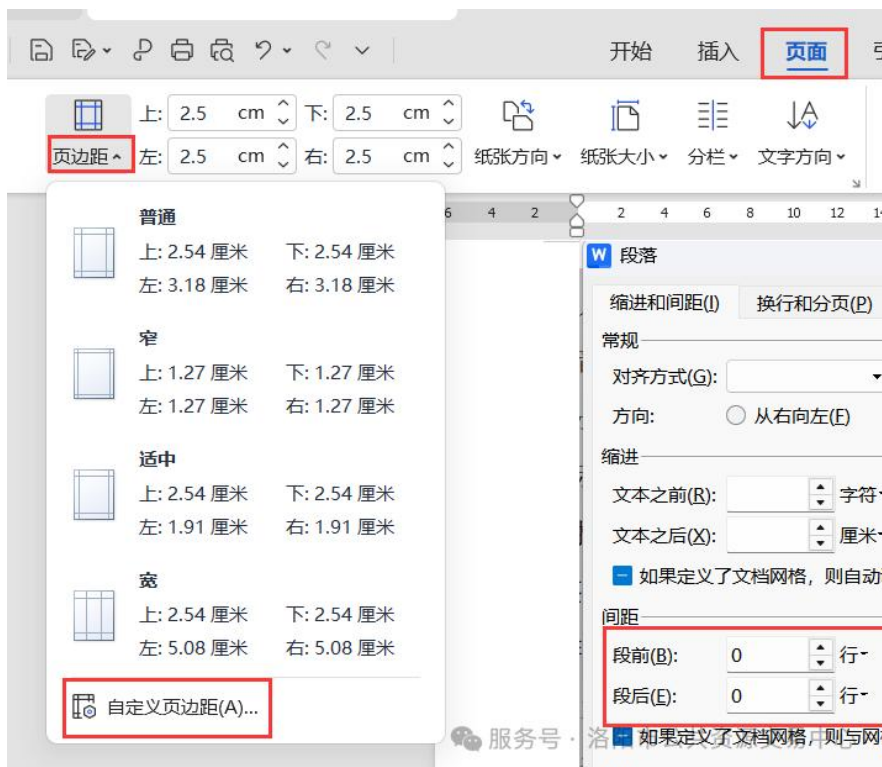 开始 插入 页面
上: 2.5 cm 下: 2.5 cm
页边距 左: 2.5 cm 右: 2.5 cm 纸张方向 纸张大小 分栏 文字方向
6 4 2 2 4 6 8 10 12
普通
上: 2.54 厘米 下: 2.54 厘米
左: 3.18 厘米 右: 3.18 厘米
窄
上: 1.27 厘米 下: 1.27 厘米
左: 1.27 厘米 右: 1.27 厘米
适中
上: 2.54 厘米 下: 2.54 厘米
左: 1.91 厘米 右: 1.91 厘米
宽
上: 2.54 厘米 下: 2.54 厘米
左: 5.08 厘米 右: 5.08 厘米
自定义页边距(A)...
W 段落
缩进和间距(I) 换行和分页(P)
常规
对齐方式(G):
方向: 从右向左(F)
缩进
文本之前(R): 字符
文本之后(X): 厘米
如果定义了文档网格，则自动
间距
段前(B): 0 行
段后(E): 0 行
如果定义了文档网格，则与网
服务号 · 洛阳市公共资源交易中心